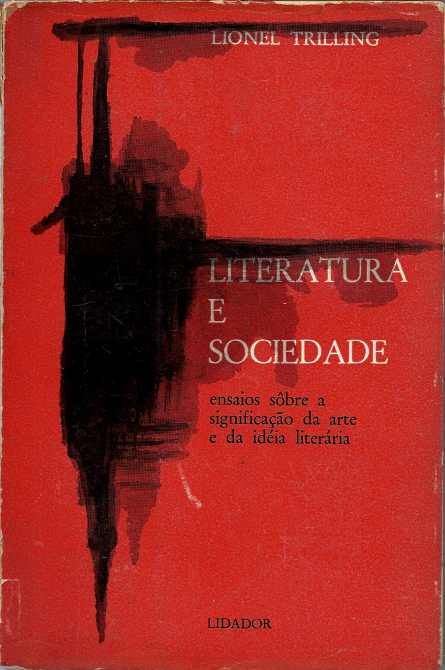 LIONEL TRILLING
LITERATURA
E
SOCIEDADE
ensaios sôbre a
significação da arte
e da idéia literária
LIDADOR